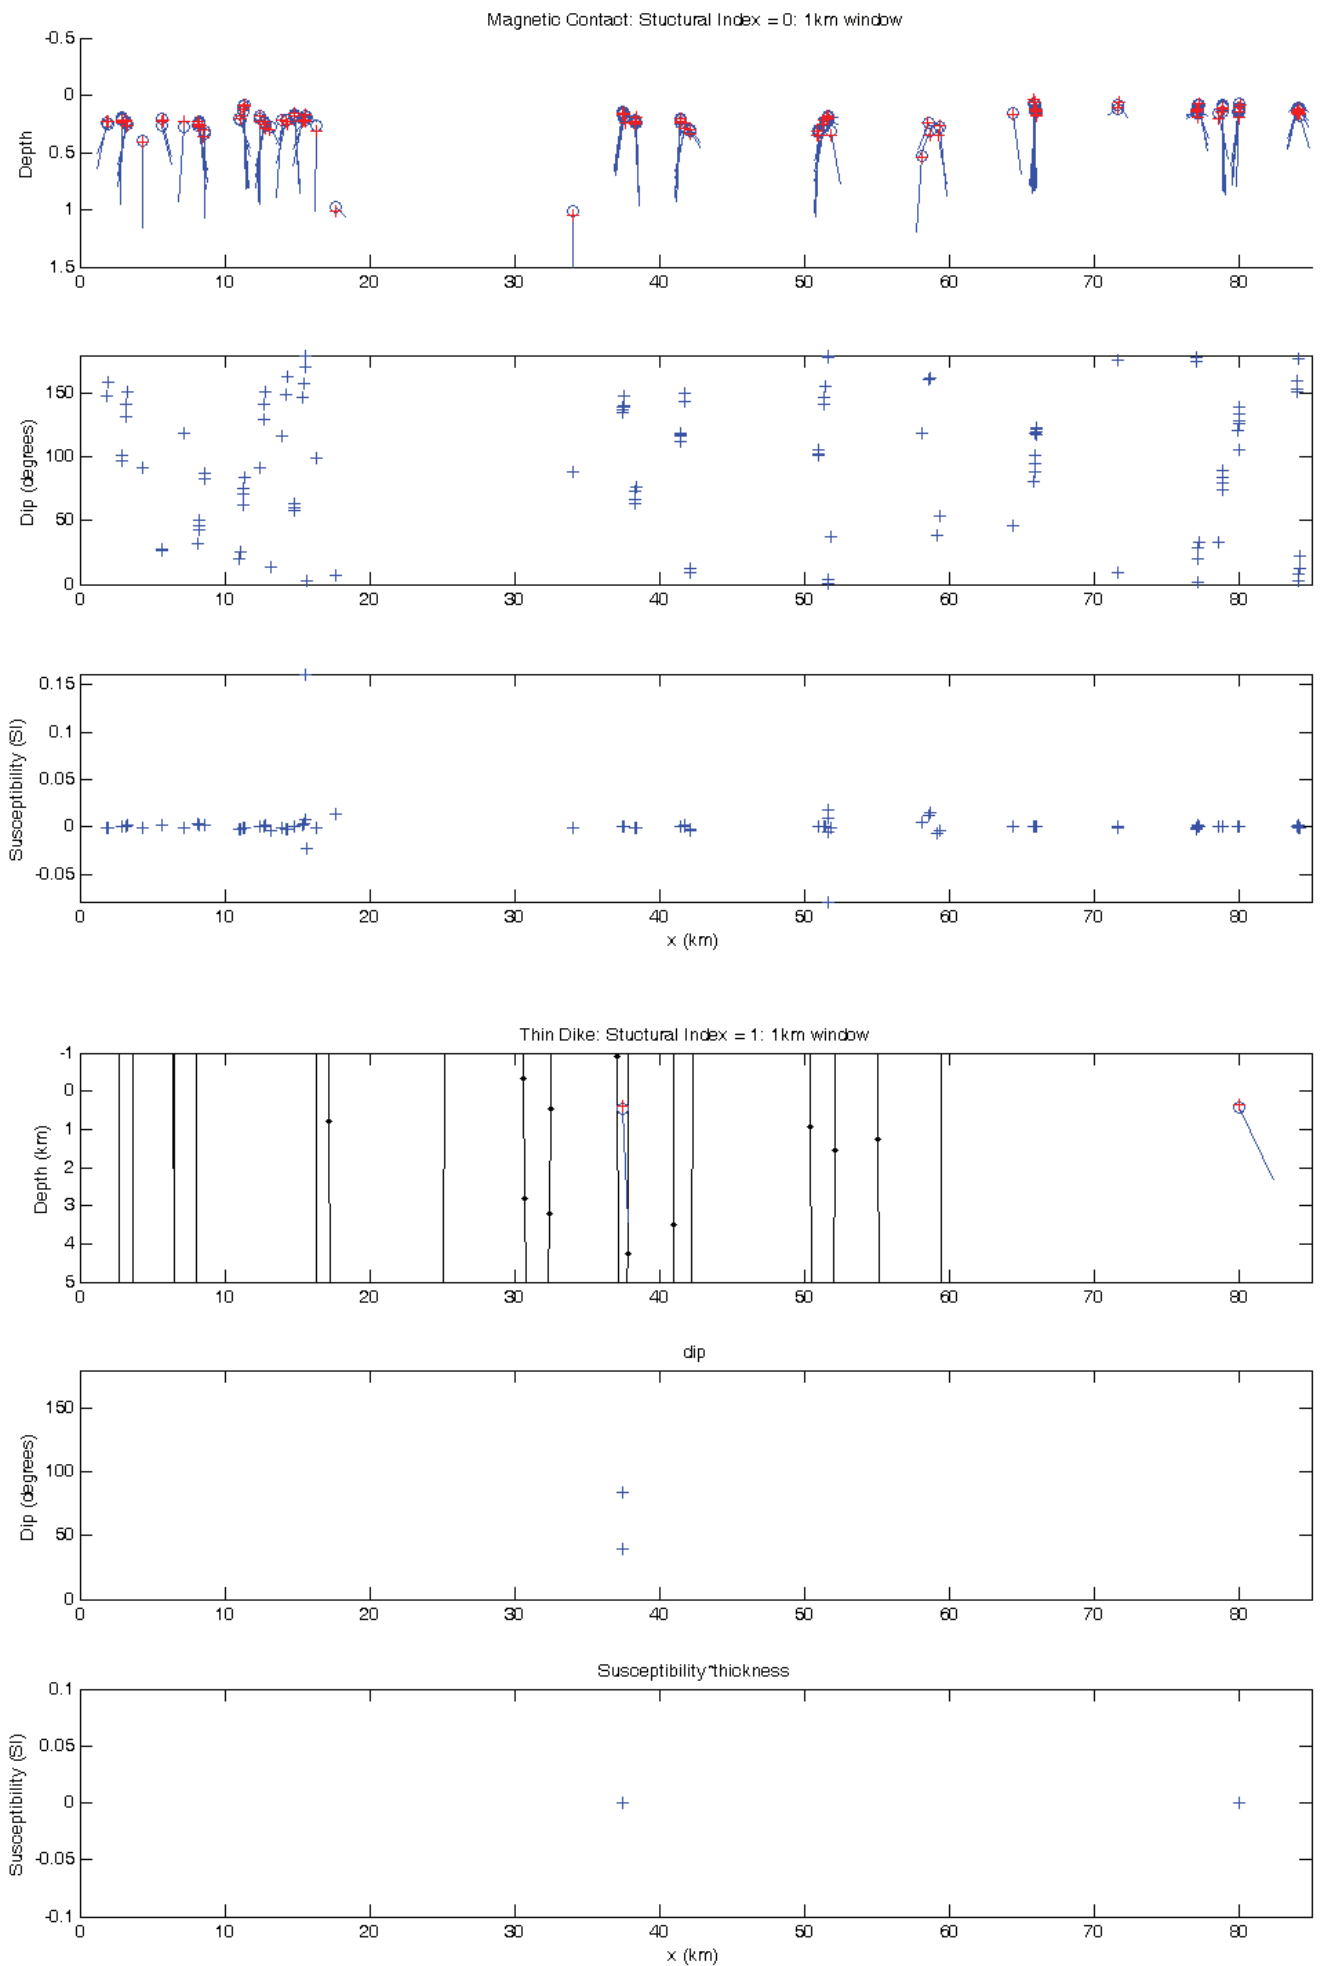 Magnetic Contact: Stuctural Index = 0: 1km window
-0.5
0
0.5
1
1.5
Depth
0 10 20 30 40 50 60 70 80
150
100
50
0
Dip (degrees)
0 10 20 30 40 50 60 70 80
0.15
0.1
0.05
0
-0.05
Susceptibility (SI)
0 10 20 30 40 50 60 70 80
x (km)
Thin Dike: Stuctural Index = 1: 1km window
-1
0
1
2
3
4
5
Depth (km)
0 10 20 30 40 50 60 70 80
dip
150
100
50
0
Dip (degrees)
0 10 20 30 40 50 60 70 80
Susceptibility*thickness
0.1
0.05
0
-0.05
-0.1
Susceptibility (SI)
0 10 20 30 40 50 60 70 80
x (km)